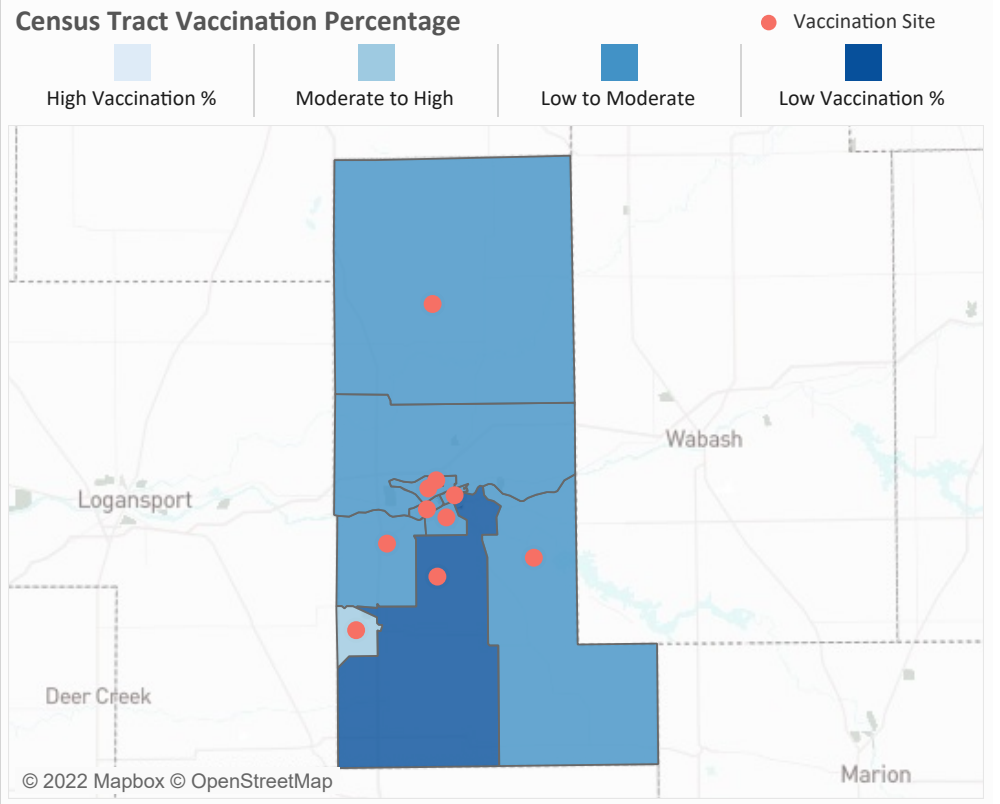 Census Tract Vaccination Percentage
Vaccination Site
High Vaccination %
Moderate to High
Low to Moderate
Low Vaccination %
Wabash
Logansport
Deer Creek
Marion
© 2022 Mapbox © OpenStreetMap